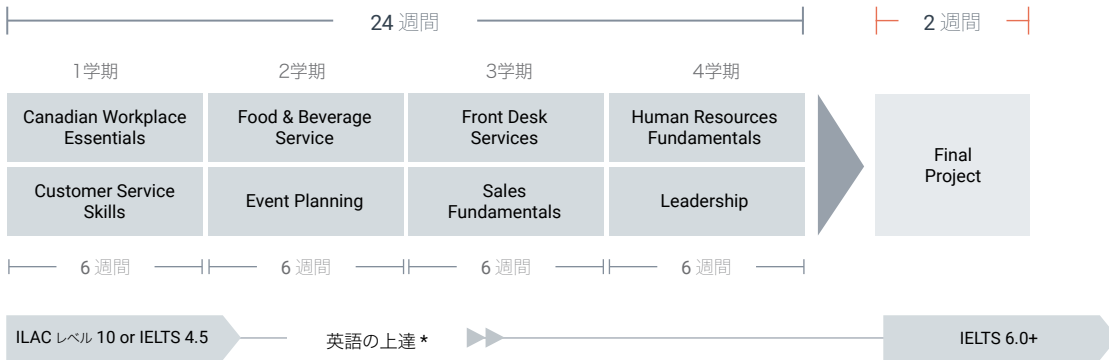 24 週間
2 週間
1学期
2学期
3学期
4学期
Canadian Workplace
Essentials
Food & Beverage
Service
Front Desk
Services
Human Resources
Fundamentals
Final
Project
Customer Service
Skills
Event Planning
Sales
Fundamentals
Leadership
6 週間
6 週間
6 週間
6 週間
ILAC レベル 10 or IELTS 4.5
英語の上達 *
IELTS 6.0+